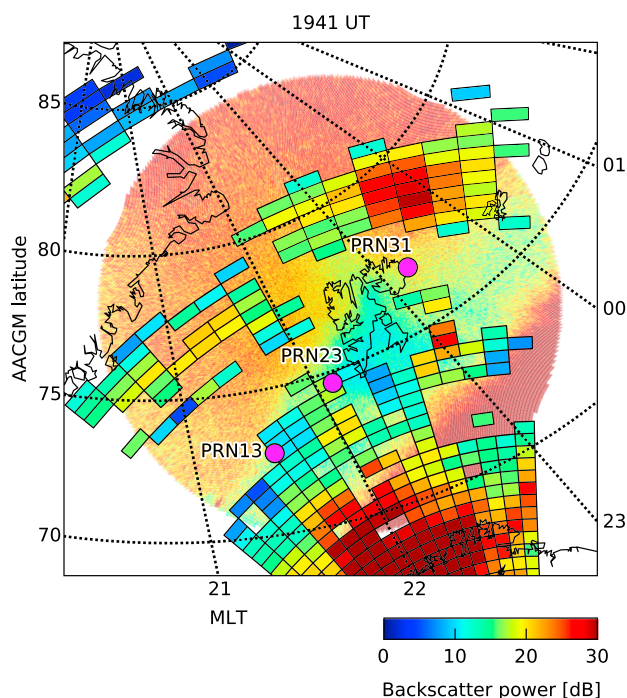 1941 UT
85
80
75
70
AACGM latitude
01
00
23
PRN31
PRN23
PRN13
21
22
MLT
0
10
20
30
Backscatter power [dB]